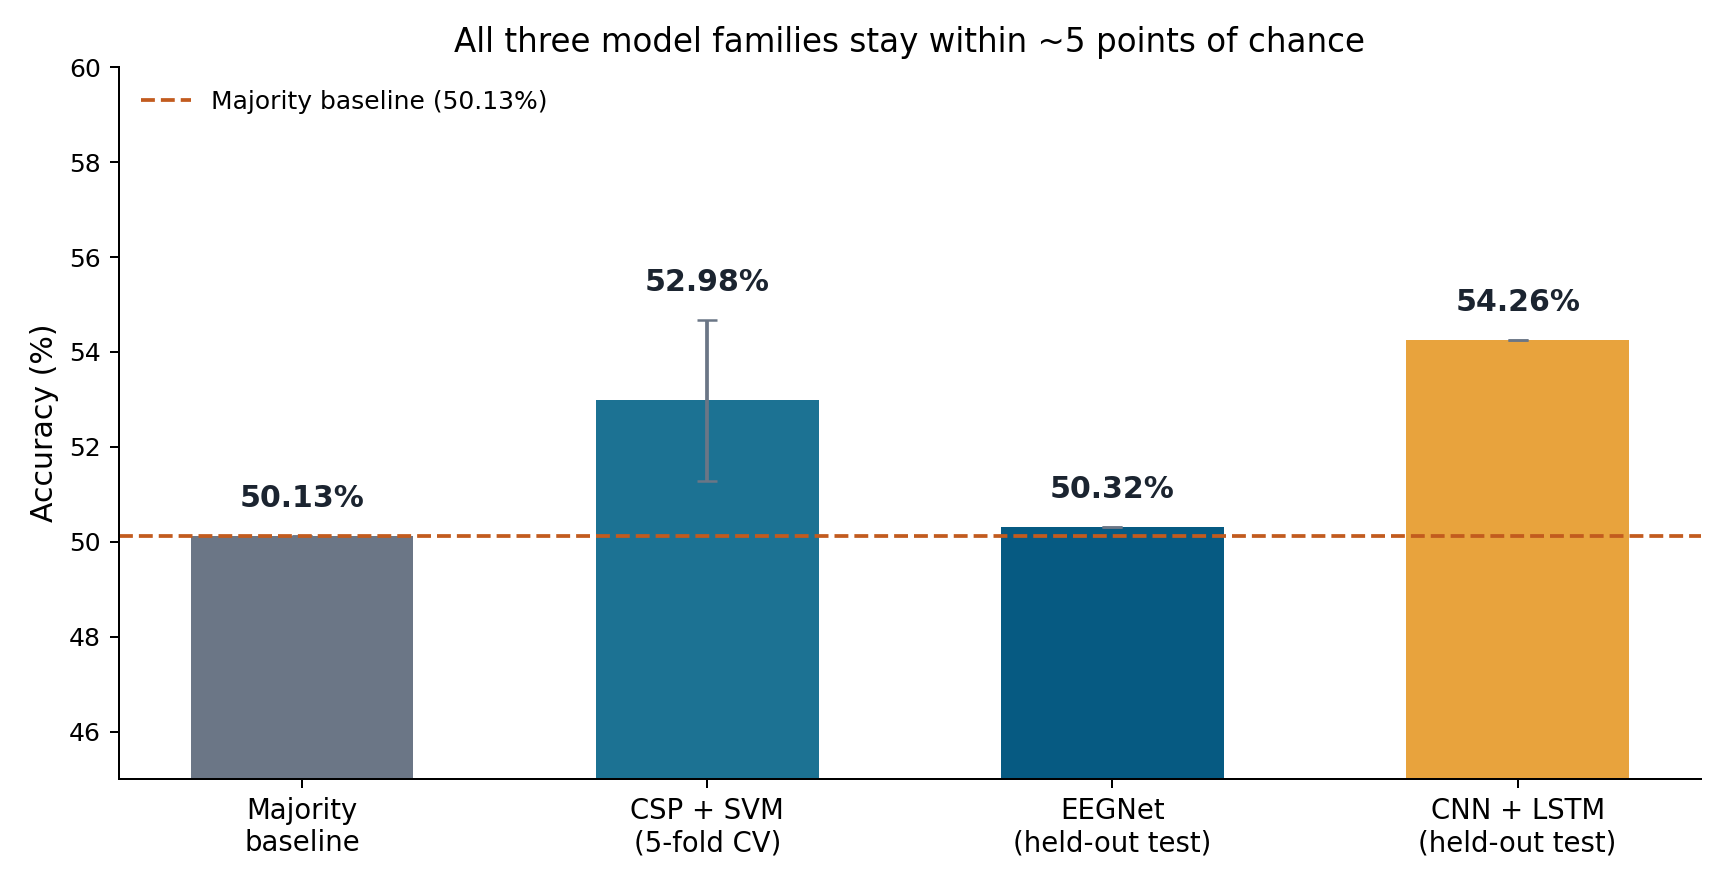 All three model families stay within ~5 points of chance
60
58
56
54
52
50
48
46
Accuracy (%)
Majority baseline (50.13%)
50.13%
52.98%
50.32%
54.26%
Majority
baseline
CSP + SVM
(5-fold CV)
EEGNet
(held-out test)
CNN + LSTM
(held-out test)